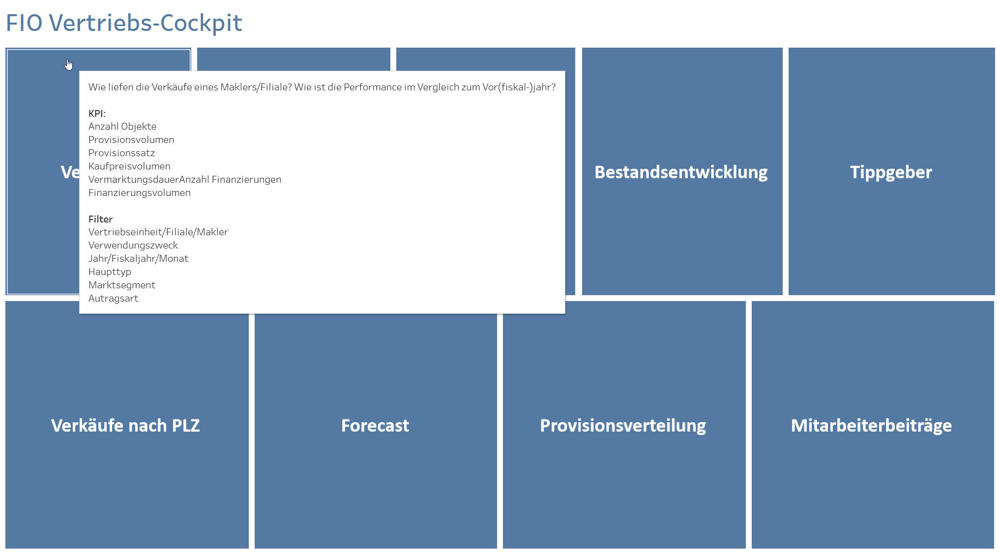 FIO Vertriebs-Cockpit
Wie liefen die Verkäufe eines Maklers/Filiale? Wie ist die Performance im Vergleich zum Vor(fiskal-)jahr?
KPI:
Anzahl Objekte
Provisionsvolumen
Provisionssatz
Kaufpreisvolumen
VermarktungsdauerAnzahl Finanzierungen
Finanzierungsvolumen
Filter
Vertriebseinheit/Filiale/Makler
Verwendungszweck
Jahr/Fiskaljahr/Monat
Haupttyp
Marktsegment
Autragsart
Bestandsentwicklung
Tippgeber
Verkäufe nach PLZ
Forecast
Provisionsverteilung
Mitarbeiterbeiträge